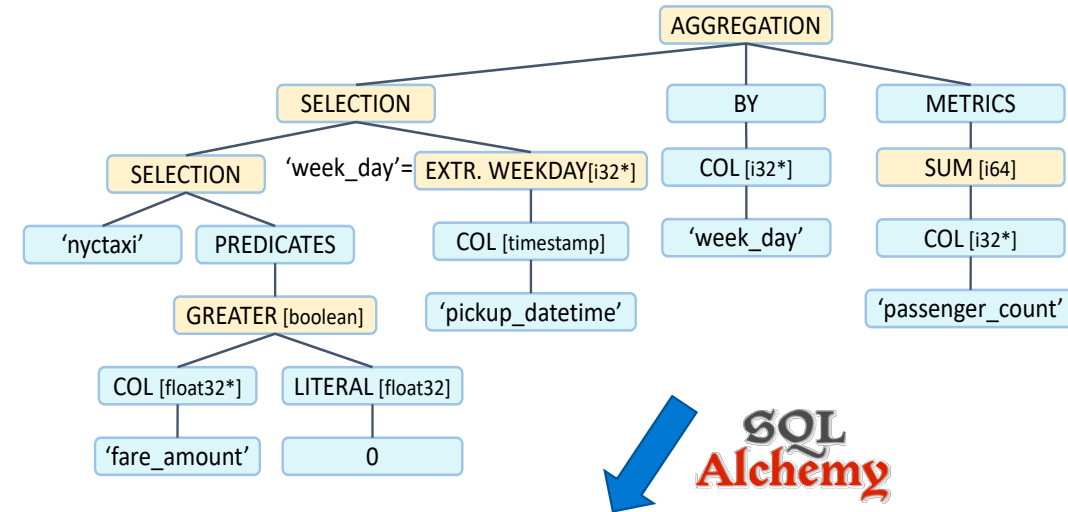 AGGREGATION
SELECTION
BY
METRICS
SELECTION
‘week_day’=
EXTR. WEEKDAY[i32*]
COL [i32*]
SUM [i64]
‘nyctaxi’
PREDICATES
COL [timestamp]
‘week_day’
COL [i32*]
GREATER [boolean]
‘pickup_datetime’
‘passenger_count’
COL [float32*]
LITERAL [float32]
‘fare_amount’
0
SQL
Alchemy